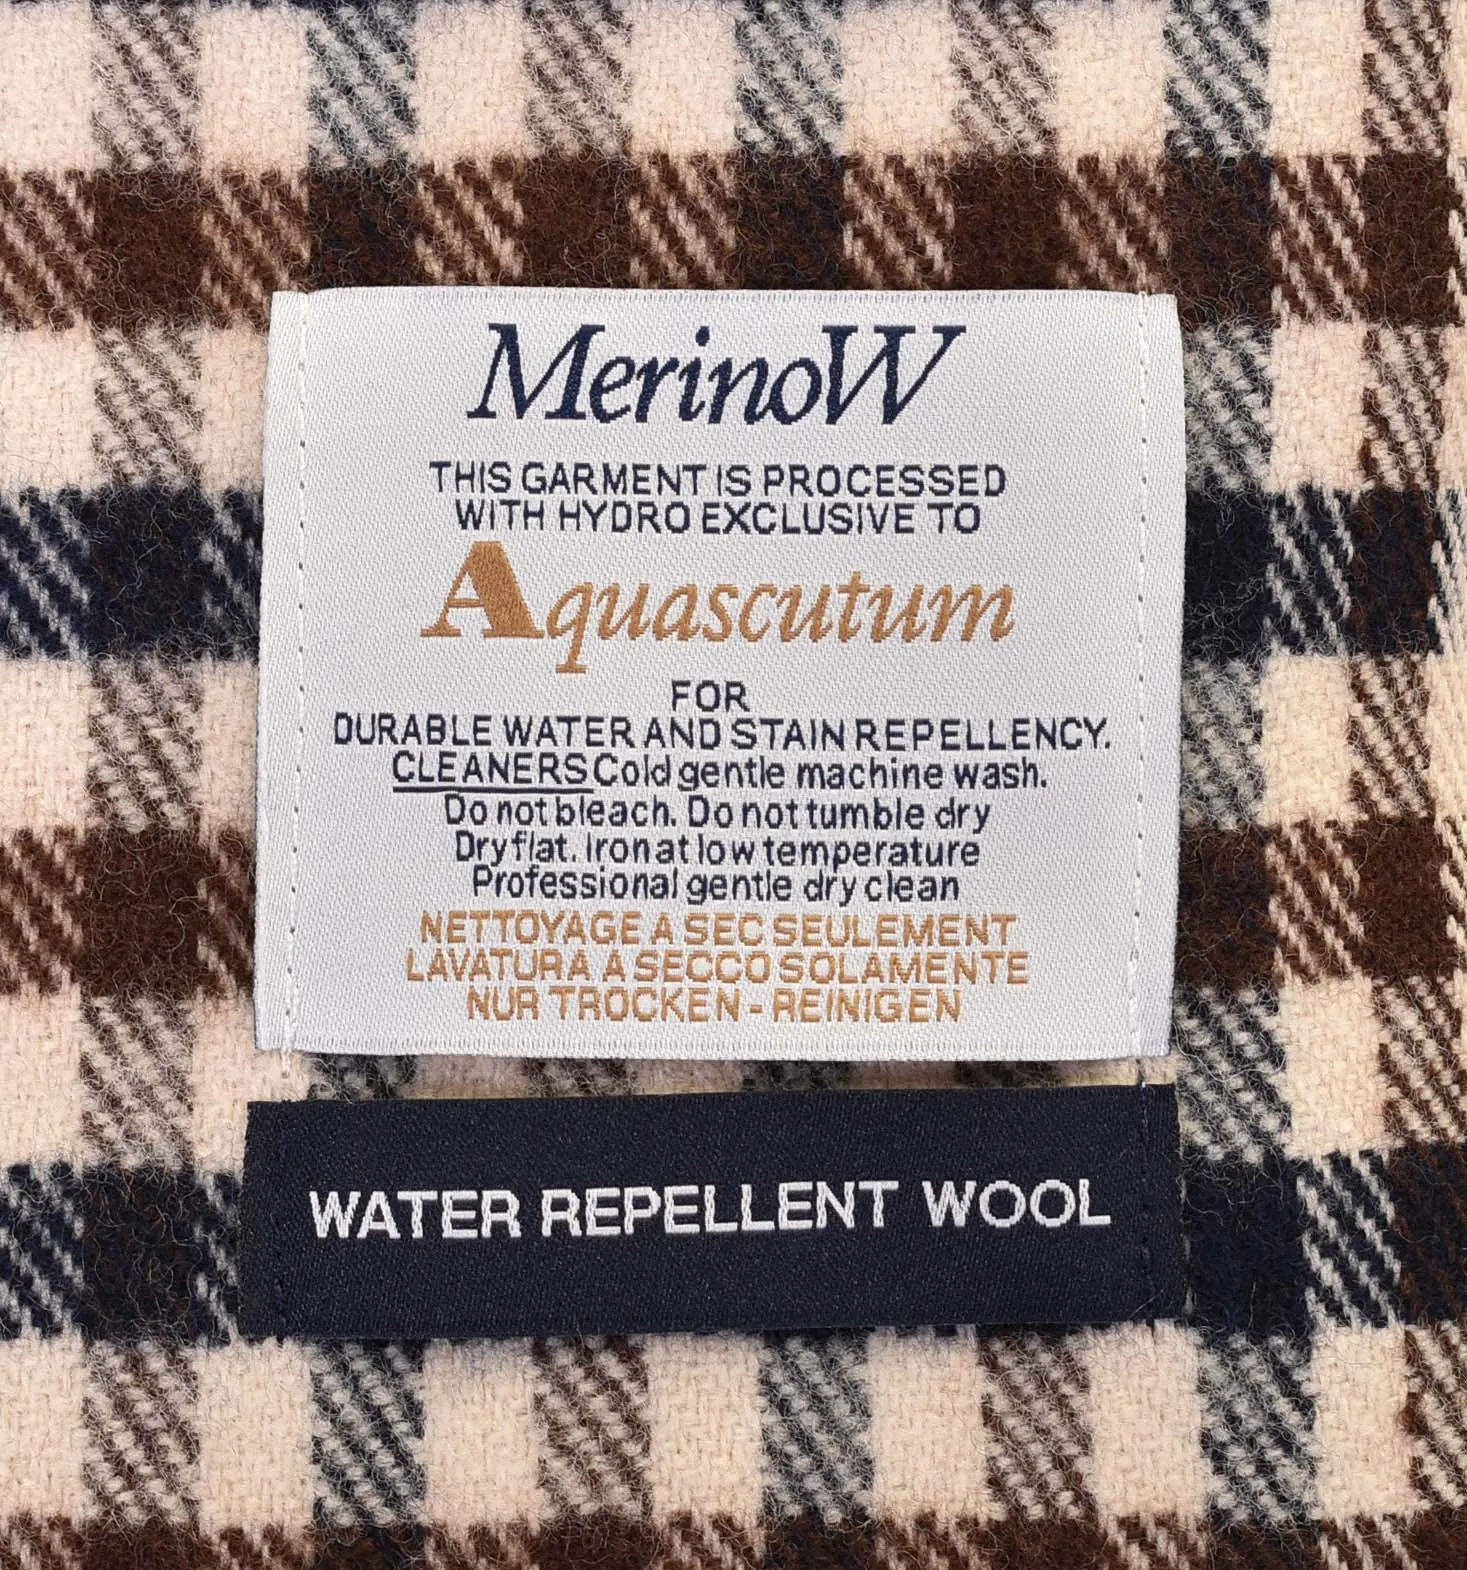 MerinoW
THIS GARMENT IS PROCESSED
WITH HYDRO EXCLUSIVE TO
Aquascutum
FOR
DURABLE WATER AND STAIN REPELLENCY.
CLEANERS Cold gentle machine wash.
Do not bleach. Do not tumble dry
Dry flat. Iron at low temperature
Professional gentle dry clean
NETTOYAGE A SEC SEULEMENT
LAVATURA A SECCO SOLAMENTE
NUR TROCKEN - REINIGEN
WATER REPELLENT WOOL